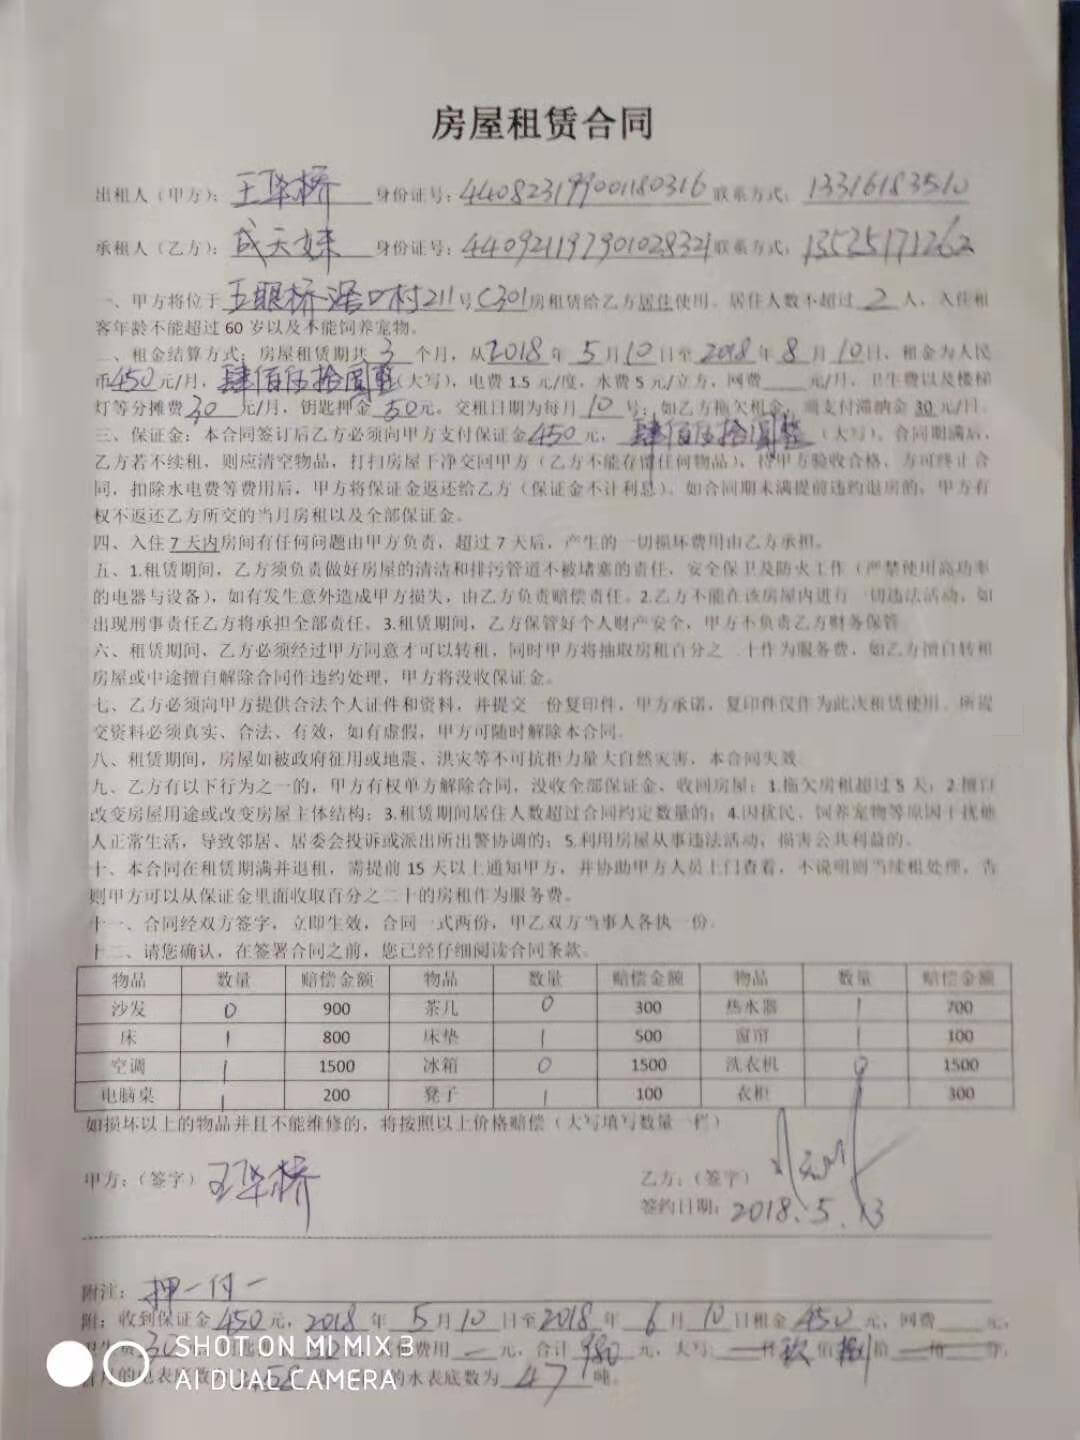 房屋租赁合同
出租人（甲方）：王华桥 身份证号：440823199001180316 联系方式：13316183510
承租人（乙方）：成天妹 身份证号：440921197901028321 联系方式：13525171262
一、甲方将位于五眼桥滘口村211号C301房租赁给乙方居住使用。居住人数不超过 2 人，入住租
客年龄不能超过 60 岁以及不能饲养宠物。
二、租金结算方式：房屋租赁期共 3 个月，从2018 年 5 月 10 日至 2018 年 8 月 10日，租金为人民
币450元/月，肆佰伍拾圆整（大写），电费 1.5 元/度，水费 5 元/立方，网费____元/月，卫生费以及楼梯
灯等分摊费 30 元/月，钥匙押金 50元。交租日期为每月 10 号；如乙方拖欠租金，需支付滞纳金 30 元/日。
三、保证金：本合同签订后乙方必须向甲方支付保证金450元，肆佰伍拾圆整（大写）。合同期满后，
乙方若不续租，则应清空物品，打扫房屋干净交回甲方（乙方不能存留任何物品），待甲方验收合格，方可终止合
同，扣除水电费等费用后，甲方将保证金返还给乙方（保证金不计利息）。如合同期未满提前违约退房的，甲方有
权不返还乙方所交的当月房租以及全部保证金。
四、入住 7 天内房间有任何问题由甲方负责，超过 7 天后，产生的一切损坏费用由乙方承担。
五、1.租赁期间，乙方须负责做好房屋的清洁和排污管道不被堵塞的责任，安全保卫及防火工作（严禁使用高功率
的电器与设备），如有发生意外造成甲方损失，由乙方负责赔偿责任。2.乙方不能在该房屋内进行一切违法活动，如
出现刑事责任乙方将承担全部责任。3.租赁期间，乙方保管好个人财产安全，甲方不负责乙方财务保管
六、租赁期间，乙方必须经过甲方同意才可以转租，同时甲方将抽取房租百分之二十作为服务费，如乙方擅自转租
房屋或中途擅自解除合同作违约处理，甲方将没收保证金。
七、乙方必须向甲方提供合法个人证件和资料，并提交一份复印件，甲方承诺，复印件仅作为此次租赁使用。所提
交资料必须真实、合法、有效，如有虚假，甲方可随时解除本合同。
八、租赁期间，房屋如被政府征用或地震、洪灾等不可抗拒力量大自然灾害，本合同失效
九、乙方有以下行为之一的，甲方有权单方解除合同，没收全部保证金、收回房屋：1.拖欠房租超过 5 天；2.擅自
改变房屋用途或改变房屋主体结构；3.租赁期间居住人数超过合同约定数量的；4.因扰民、饲养宠物等原因干扰他
人正常生活，导致邻居、居委会投诉或派出所出警协调的；5.利用房屋从事违法活动，损害公共利益的。
十、本合同在租赁期满并退租，需提前 15 天以上通知甲方，并协助甲方人员上门查看，不说明则当续租处理，否
则甲方可以从保证金里面收取百分之二十的房租作为服务费。
十一、合同经双方签字，立即生效，合同一式两份，甲乙双方当事人各执一份。
十二、请您确认，在签署合同之前，您已经仔细阅读合同条款。
物品 数量 赔偿金额 物品 数量 赔偿金额 物品 数量 赔偿金额
沙发 0 900 茶几 0 300 热水器 1 700
床 1 800 床垫 1 500 窗帘 1 100
空调 1 1500 冰箱 0 1500 洗衣机 0 1500
电脑桌 1 200 凳子 1 100 衣柜 300
如损坏以上的物品并且不能维修的，将按照以上价格赔偿（大写填写数量一栏）
甲方：（签字）王华桥 乙方：（签字）
签约日期：2018.5.13
附注：押一付一
附：收到保证金 450元，2018 年 5 月 10 日至2018 年 6 月 10 日租金 450 元，网费____元，
卫生费30 费用 一 元，合计 980 元，大写： 玖佰捌拾
的水表底数为 47 吨。
SHOT ON MI MIX 3
AI DUAL CAMERA